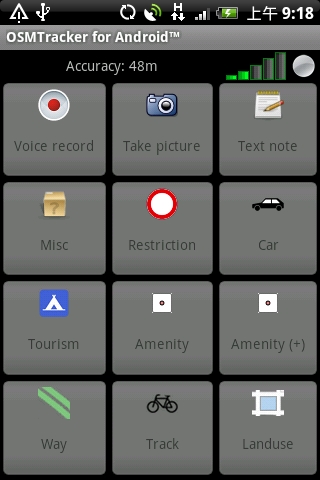 H
上午 9:18
OSMTracker for Android™
Accuracy: 48m
Voice record
Take picture
Text note
?
Misc
Restriction
Car
Tourism
Amenity
Amenity (+)
Way
Track
Landuse